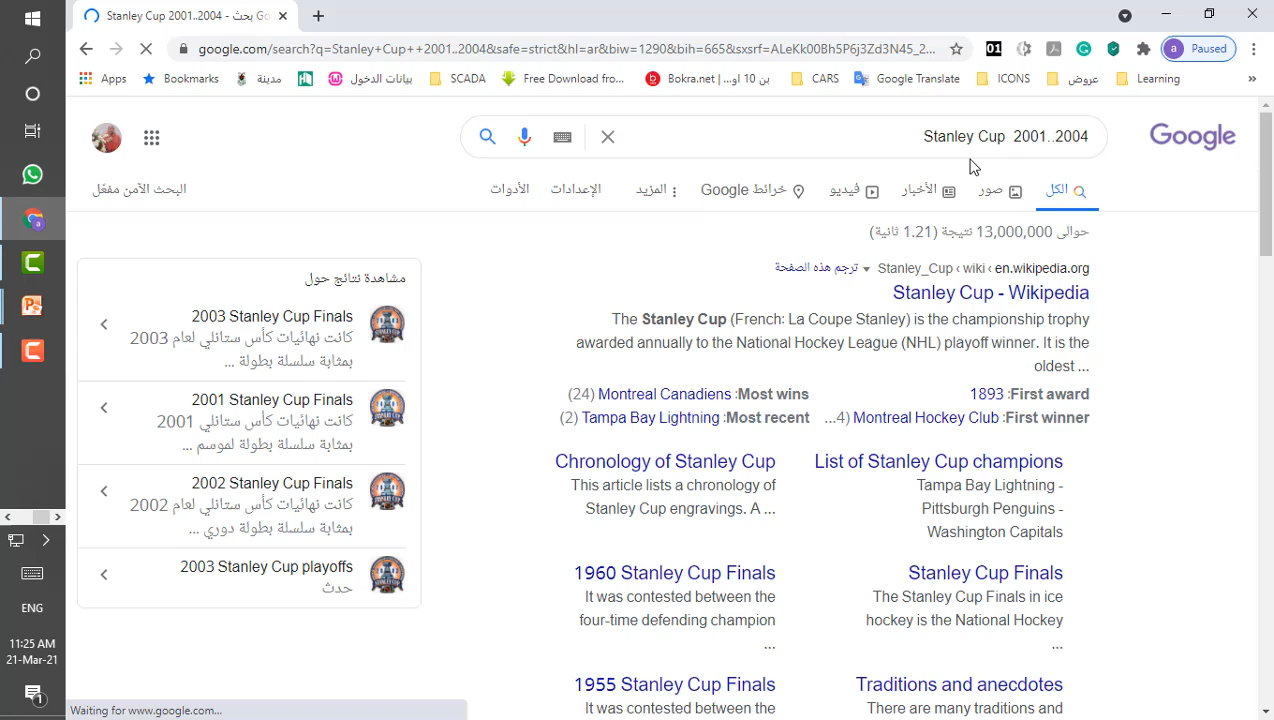 Stanley Cup 2001..2004 - بحث Go
google.com/search?q=Stanley+Cup++2001..2004&safe=strict&hl=ar&biw=1290&bih=665&sxsrf=ALeKk00Bh5P6j3Zd3N45_2...
01
a Paused
Apps
Bookmarks
مدينة
بيانات الدخول
SCADA
Free Download fro...
Bokra.net | ...بن 10 او
CARS
Google Translate
ICONS
عروض
Learning
»
Stanley Cup 2001..2004
Google
الكل
صور
الأخبار
فيديو
خرائط Google
المزيد
الإعدادات
الأدوات
البحث الآمن مفعّل
حوالى 13,000,000 نتيجة (1.21 ثانية)
en.wikipedia.org › wiki › Stanley_Cup ترجم هذه الصفحة
Stanley Cup - Wikipedia
The Stanley Cup (French: La Coupe Stanley) is the championship trophy
awarded annually to the National Hockey League (NHL) playoff winner. It is the
oldest ...
First award: 1893
Most wins: Montreal Canadiens (24)
First winner: Montreal Hockey Club (4...
Most recent: Tampa Bay Lightning (2)
List of Stanley Cup champions
Tampa Bay Lightning -
Pittsburgh Penguins -
Washington Capitals
Chronology of Stanley Cup
This article lists a chronology of
Stanley Cup engravings. A ...
Stanley Cup Finals
The Stanley Cup Finals in ice
hockey is the National Hockey
...
1960 Stanley Cup Finals
It was contested between the
four-time defending champion
...
Traditions and anecdotes
There are many traditions and
1955 Stanley Cup Finals
It was contested between the
مشاهدة نتائج حول
2003 Stanley Cup Finals
كانت نهائيات كأس ستانلي لعام 2003
بمثابة سلسلة بطولة ...
2001 Stanley Cup Finals
كانت نهائيات كأس ستانلي 2001
بمثابة سلسلة بطولة لموسم ...
2002 Stanley Cup Finals
كانت نهائيات كأس ستانلي لعام 2002
بمثابة سلسلة بطولة دوري ...
2003 Stanley Cup playoffs
حدث
Waiting for www.google.com...
ENG
11:25 AM
21-Mar-21
1